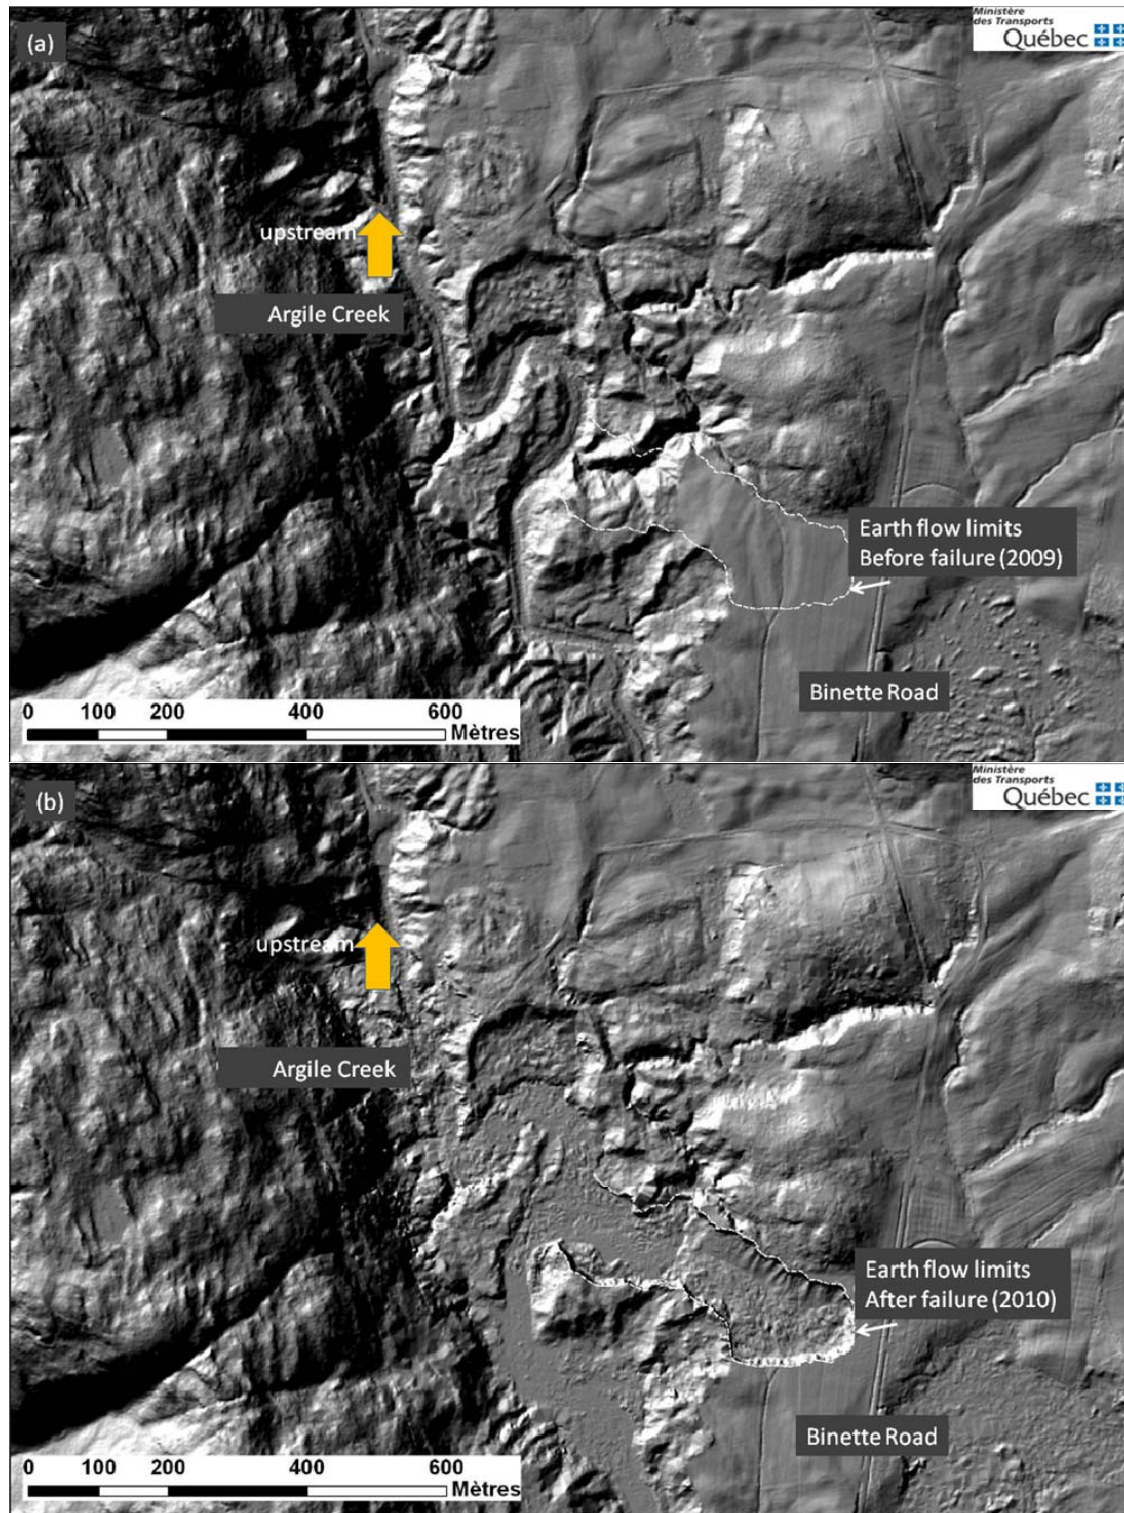 (a)
Ministère
des Transports
Québec
upstream
Argile Creek
Earth flow limits
Before failure (2009)
Binette Road
0 100 200 400 600
Mètres
(b)
Ministère
des Transports
Québec
upstream
Argile Creek
Earth flow limits
After failure (2010)
Binette Road
0 100 200 400 600
Mètres